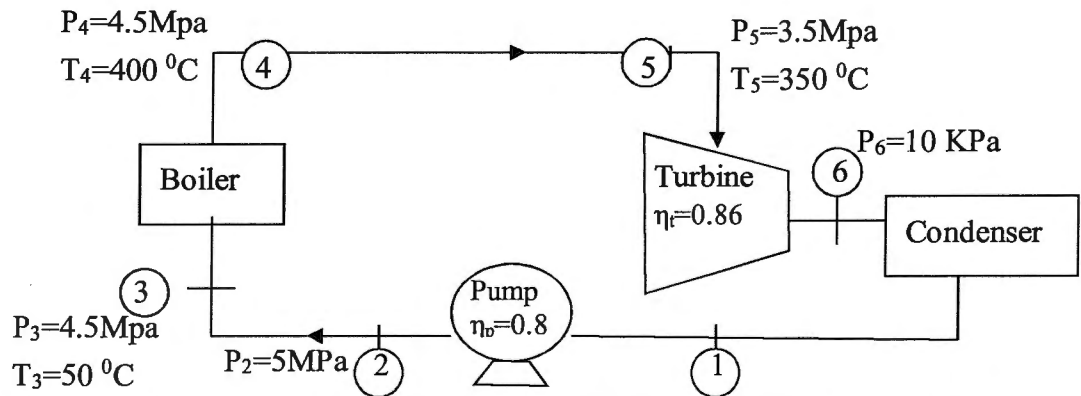 P₄=4.5Mpa
T₄=400 ⁰C
4
5
P₅=3.5Mpa
T₅=350 ⁰C
Boiler
Turbine
ηₜ=0.86
P₆=10 KPa
6
Condenser
3
P₃=4.5Mpa
T₃=50 ⁰C
P₂=5MPa
2
Pump
ηₚ=0.8
1